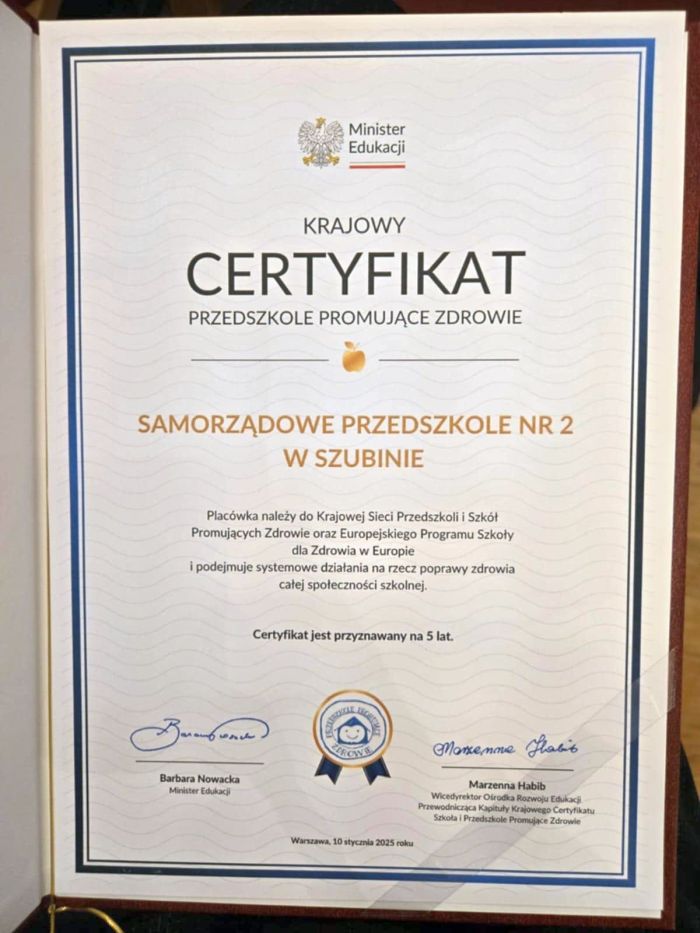 Minister
Edukacji
KRAJOWY
CERTYFIKAT
PRZEDSZKOLE PROMUJĄCE ZDROWIE
SAMORZĄDOWE PRZEDSZKOLE NR 2
W SZUBINIE
Placówka należy do Krajowej Sieci Przedszkoli i Szkół
Promujących Zdrowie oraz Europejskiego Programu Szkoły
dla Zdrowia w Europie
i podejmuje systemowe działania na rzecz poprawy zdrowia
całej społeczności szkolnej.
Certyfikat jest przyznawany na 5 lat.
PRZEDSZKOLE PROMUJĄCE
ZDROWIE
Barbara Nowacka
Minister Edukacji
Marzenna Habib
Marzenna Habib
Wicedyrektor Ośrodka Rozwoju Edukacji
Przewodnicząca Kapituły Krajowego Certyfikatu
Szkoła i Przedszkole Promujące Zdrowie
Warszawa, 10 stycznia 2025 roku